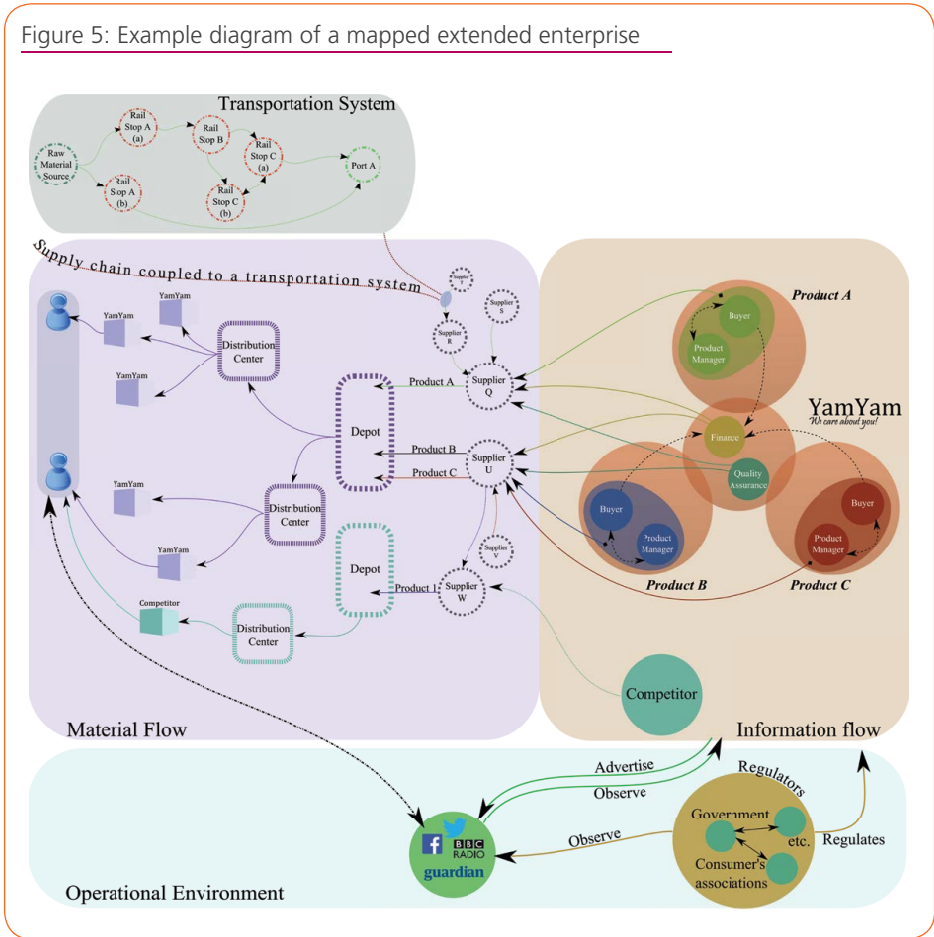 Figure 5: Example diagram of a mapped extended enterprise
Transportation System
Raw
Material
Source
Rail
Stop A
(a)
Rail
Sop A
(b)
Rail
Sop B
Rail
Stop C
(a)
Rail
Stop C
(b)
Port A
Supply chain coupled to a transportation system
YamYam
YamYam
YamYam
Distribution
Center
YamYam
YamYam
Distrbution
Center
Competitor
Distribution
Center
Depot
Depot
Product A
Product B
Product C
Product 1
Supplier
S
Supplier
R
Supplier
Q
Supplier
U
Supplier
V
Supplier
W
Material Flow
Product A
Buyer
Product
Manager
YamYam
We care about you!
Finance
Quality
Assurance
Buyer
Product
Manager
Product B
Buyer
Product
Manager
Product C
Competitor
Information flow
Advertise
Observe
Observe
Regulators
Government
etc.
Consumer's
associations
Regulates
f
BBC
RADIO
guardian
Operational Environment